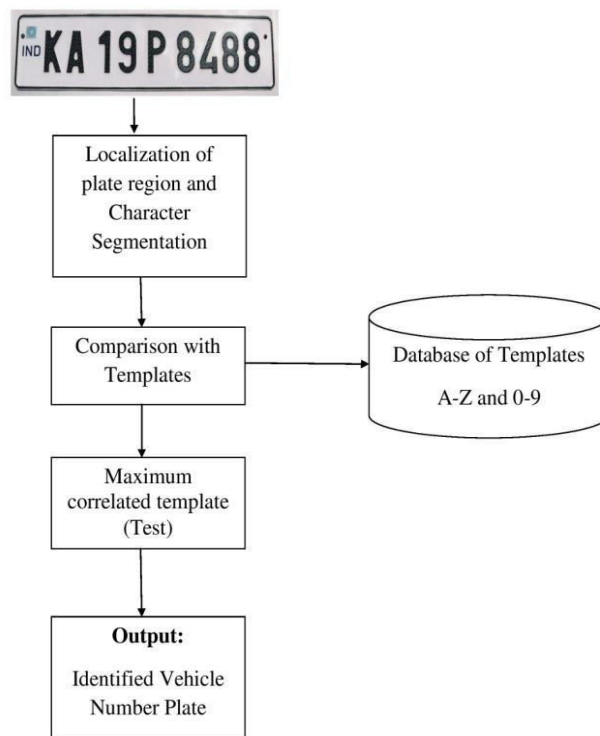 IND KA 19 P 8488
Localization of
plate region and
Character
Segmentation
Comparison with
Templates
Database of Templates
A-Z and 0-9
Maximum
correlated template
(Test)
Output:
Identified Vehicle
Number Plate